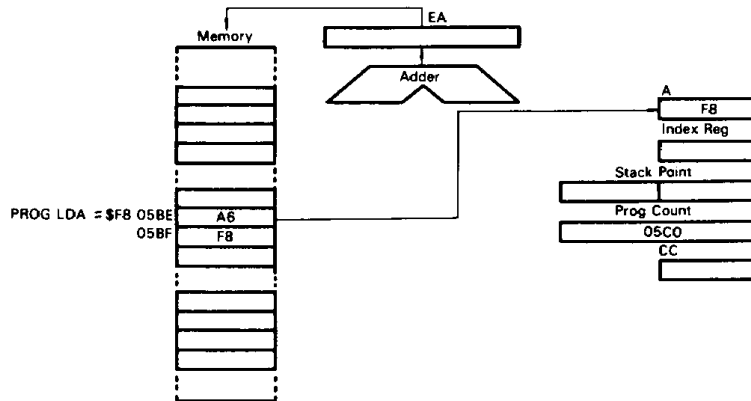 EA
Memory
Adder
A
F8
Index Reg
Stack Point
PROG LDA = $F8 05BE
A6
Prog Count
05BF
F8
05C0
CC